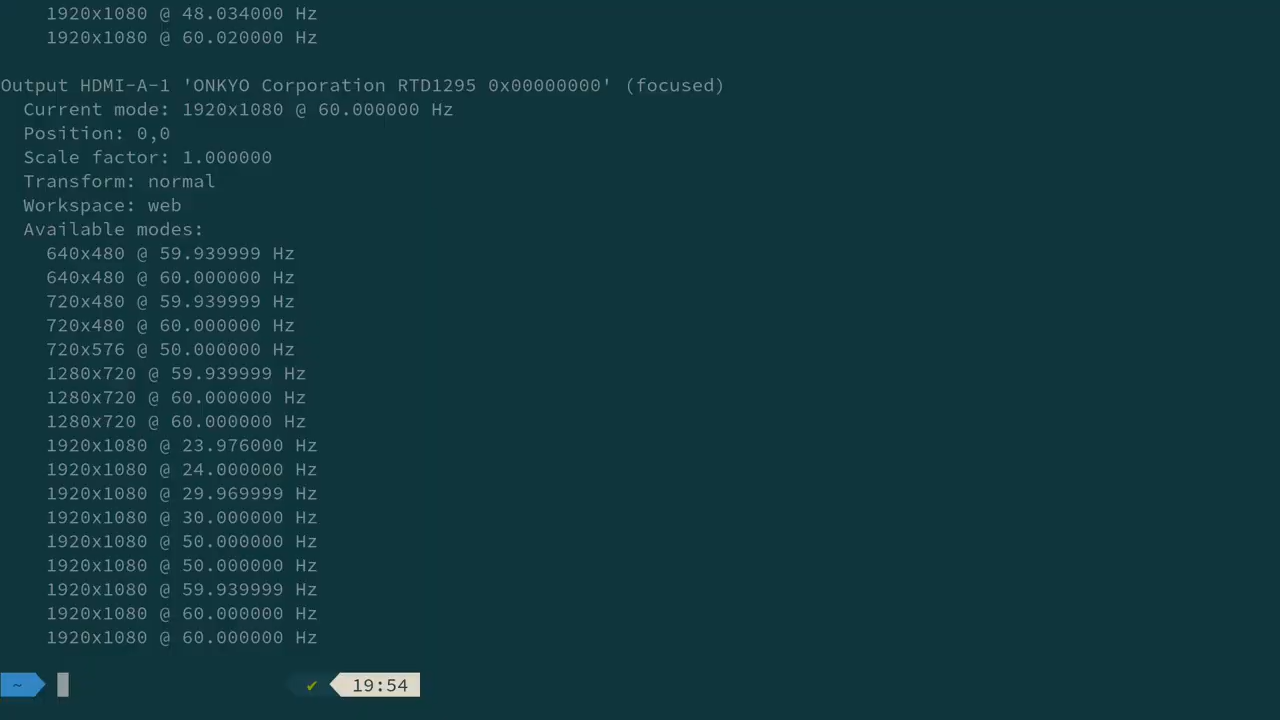 1920x1080 @ 48.034000 Hz
1920x1080 @ 60.020000 Hz
Output HDMI-A-1 'ONKYO Corporation RTD1295 0x00000000' (focused)
Current mode: 1920x1080 @ 60.000000 Hz
Position: 0,0
Scale factor: 1.000000
Transform: normal
Workspace: web
Available modes:
640x480 @ 59.939999 Hz
640x480 @ 60.000000 Hz
720x480 @ 59.939999 Hz
720x480 @ 60.000000 Hz
720x576 @ 50.000000 Hz
1280x720 @ 59.939999 Hz
1280x720 @ 60.000000 Hz
1280x720 @ 60.000000 Hz
1920x1080 @ 23.976000 Hz
1920x1080 @ 24.000000 Hz
1920x1080 @ 29.969999 Hz
1920x1080 @ 30.000000 Hz
1920x1080 @ 50.000000 Hz
1920x1080 @ 50.000000 Hz
1920x1080 @ 59.939999 Hz
1920x1080 @ 60.000000 Hz
1920x1080 @ 60.000000 Hz
~ ✔ 19:54